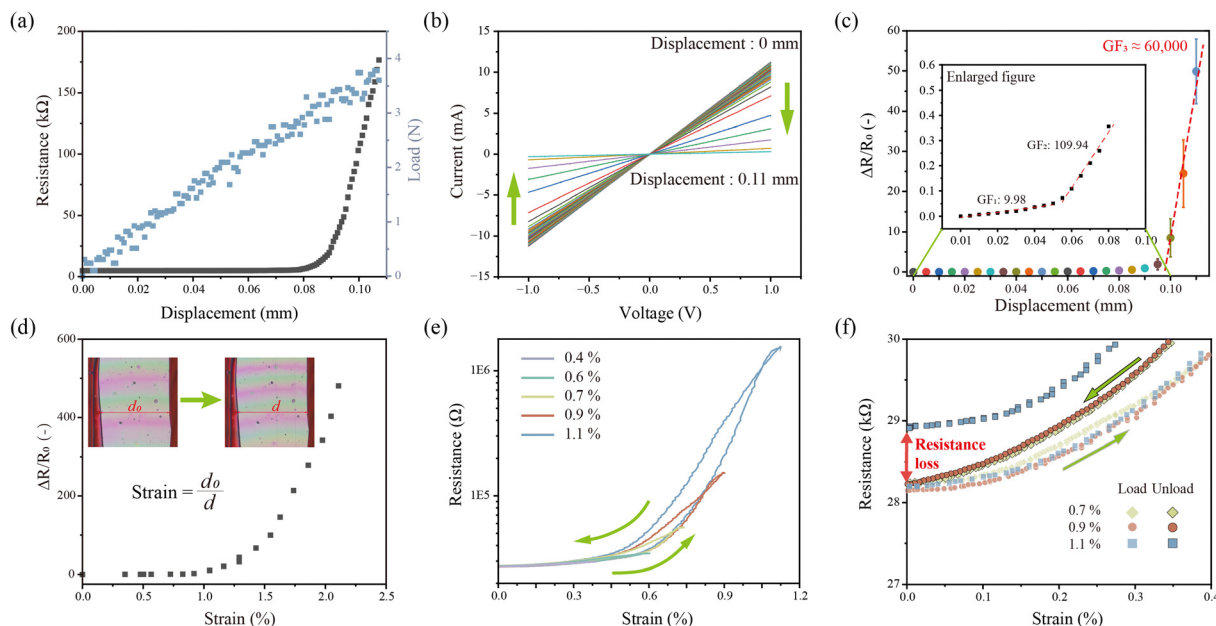 (a)
200
150
100
50
0
Resistance (kΩ)
4
3
2
1
0
Load (N)
0.00 0.02 0.04 0.06 0.08 0.10
Displacement (mm)
(b)
15
10
5
0
−5
−10
−15
Current (mA)
Displacement : 0 mm
Displacement : 0.11 mm
−1.0 −0.5 0.0 0.5 1.0
Voltage (V)
(c)
60
50
40
30
20
10
0
ΔR/R₀ (-)
GF₃ ≈ 60,000
Enlarged figure
0.6
0.5
0.4
0.3
0.2
0.1
0.0
GF₂: 109.94
GF₁: 9.98
0.01 0.02 0.04 0.06 0.08 0.10
0 0.02 0.04 0.06 0.08 0.10
Displacement (mm)
(d)
600
400
200
0
ΔR/R₀ (-)
d₀
d
Strain = d₀/d
0.0 0.5 1.0 1.5 2.0 2.5
Strain (%)
(e)
1E6
1E5
Resistance (Ω)
0.4 %
0.6 %
0.7 %
0.9 %
1.1 %
0.0 0.3 0.6 0.9 1.2
Strain (%)
(f)
30
29
28
27
Resistance (kΩ)
Resistance
loss
Load Unload
0.7 %
0.9 %
1.1 %
0.0 0.1 0.2 0.3 0.4
Strain (%)